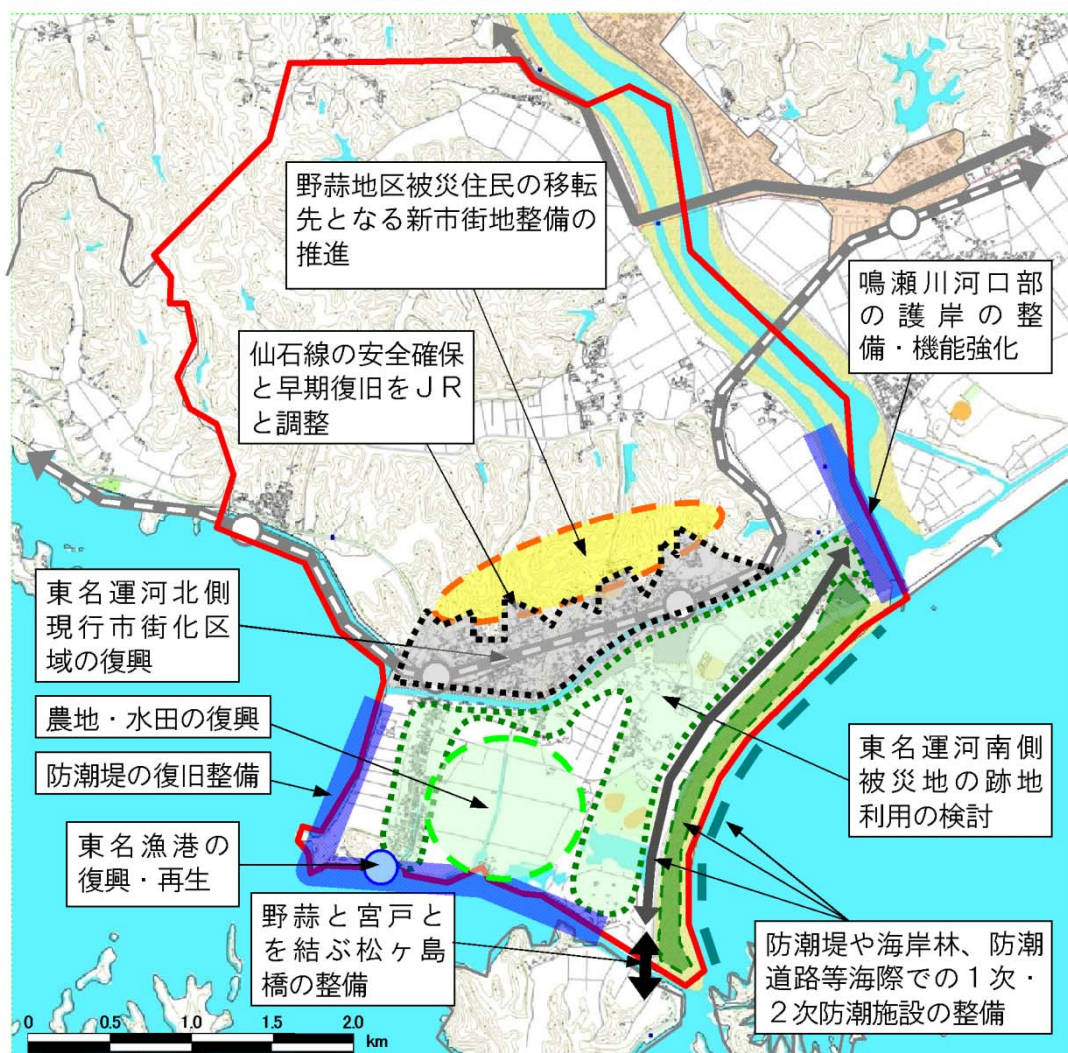 野蒜地区被災住民の移転
先となる新市街地整備の
推進
鳴瀬川河口部
の護岸の整
備・機能強化
仙石線の安全確保
と早期復旧をＪＲ
と調整
東名運河北側
現行市街化区
域の復興
農地・水田の復興
防潮堤の復旧整備
東名運河南側
被災地の跡地
利用の検討
東名漁港の
復興・再生
野蒜と宮戸と
を結ぶ松ヶ島
橋の整備
防潮堤や海岸林、防潮
道路等海際での１次・
２次防潮施設の整備
0 0.5 1.0 1.5 2.0
km